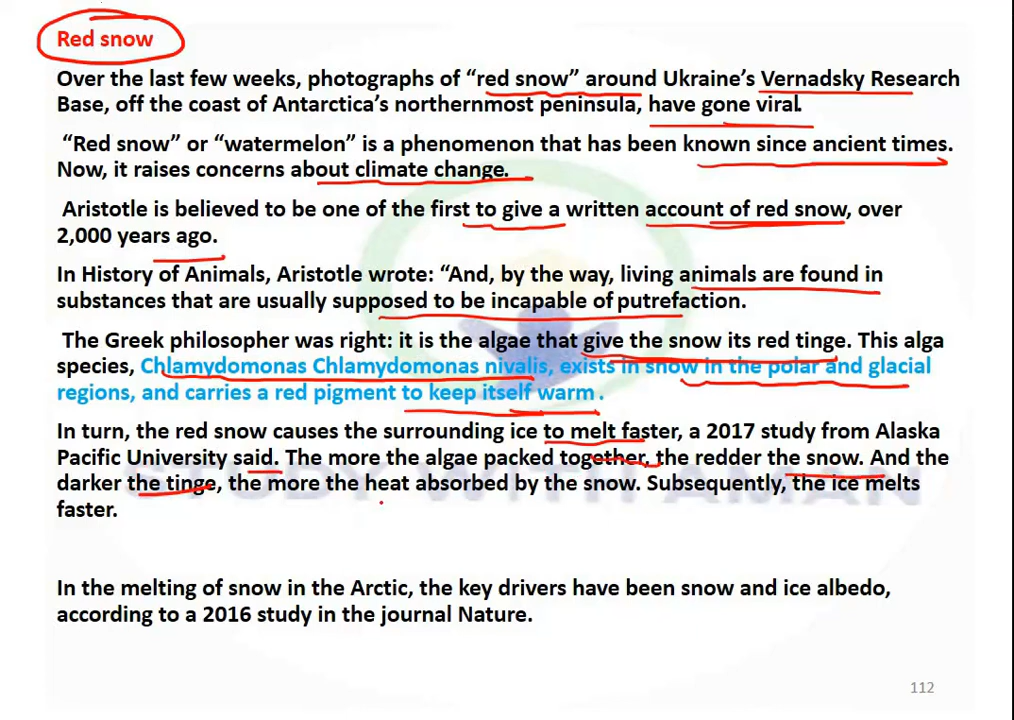 Red snow
Over the last few weeks, photographs of “red snow” around Ukraine’s Vernadsky Research
Base, off the coast of Antarctica’s northernmost peninsula, have gone viral.
“Red snow” or “watermelon” is a phenomenon that has been known since ancient times.
Now, it raises concerns about climate change.
Aristotle is believed to be one of the first to give a written account of red snow, over
2,000 years ago.
In History of Animals, Aristotle wrote: “And, by the way, living animals are found in
substances that are usually supposed to be incapable of putrefaction.
The Greek philosopher was right: it is the algae that give the snow its red tinge. This alga
species, Chlamydomonas Chlamydomonas nivalis, exists in snow in the polar and glacial
regions, and carries a red pigment to keep itself warm.
In turn, the red snow causes the surrounding ice to melt faster, a 2017 study from Alaska
Pacific University said. The more the algae packed together, the redder the snow. And the
darker the tinge, the more the heat absorbed by the snow. Subsequently, the ice melts
faster.
STUDY WITH AMAN
In the melting of snow in the Arctic, the key drivers have been snow and ice albedo,
according to a 2016 study in the journal Nature.
112